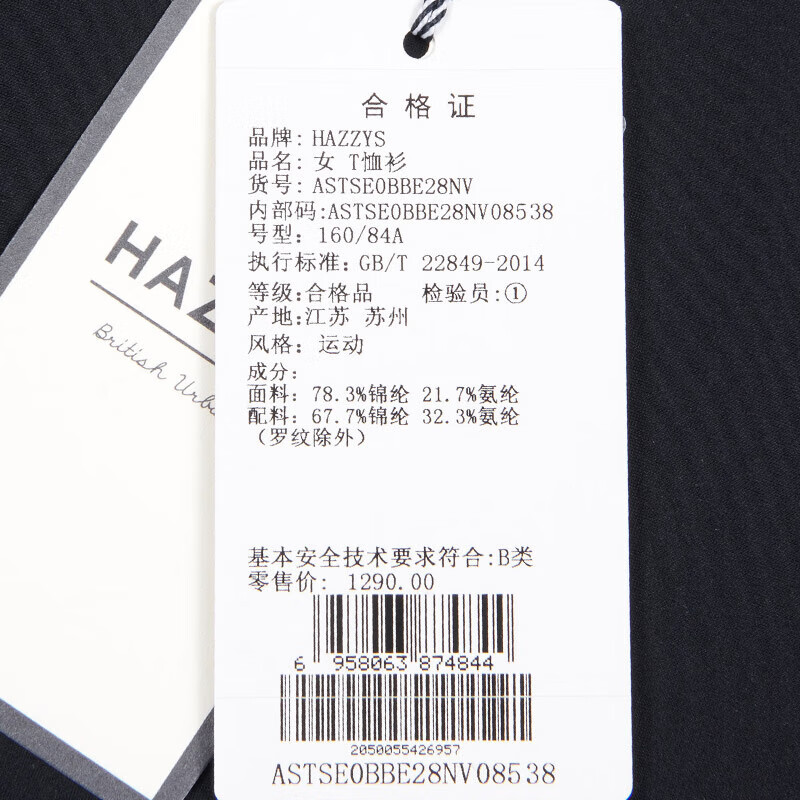 合格证
品牌: HAZZYS
品名: 女 T恤衫
货号: ASTSE0BBE28NV
内部码:ASTSE0BBE28NV08538
号型: 160/84A
执行标准: GB/T 22849-2014
等级:合格品 检验员:①
产地:江苏 苏州
风格: 运动
成分:
面料: 78.3%锦纶 21.7%氨纶
配料: 67.7%锦纶 32.3%氨纶
（罗纹除外）
基本安全技术要求符合:B类
零售价: 1290.00
6 958063 874844
2050055426957
ASTSE0BBE28NV08538
HAZ
British Urba